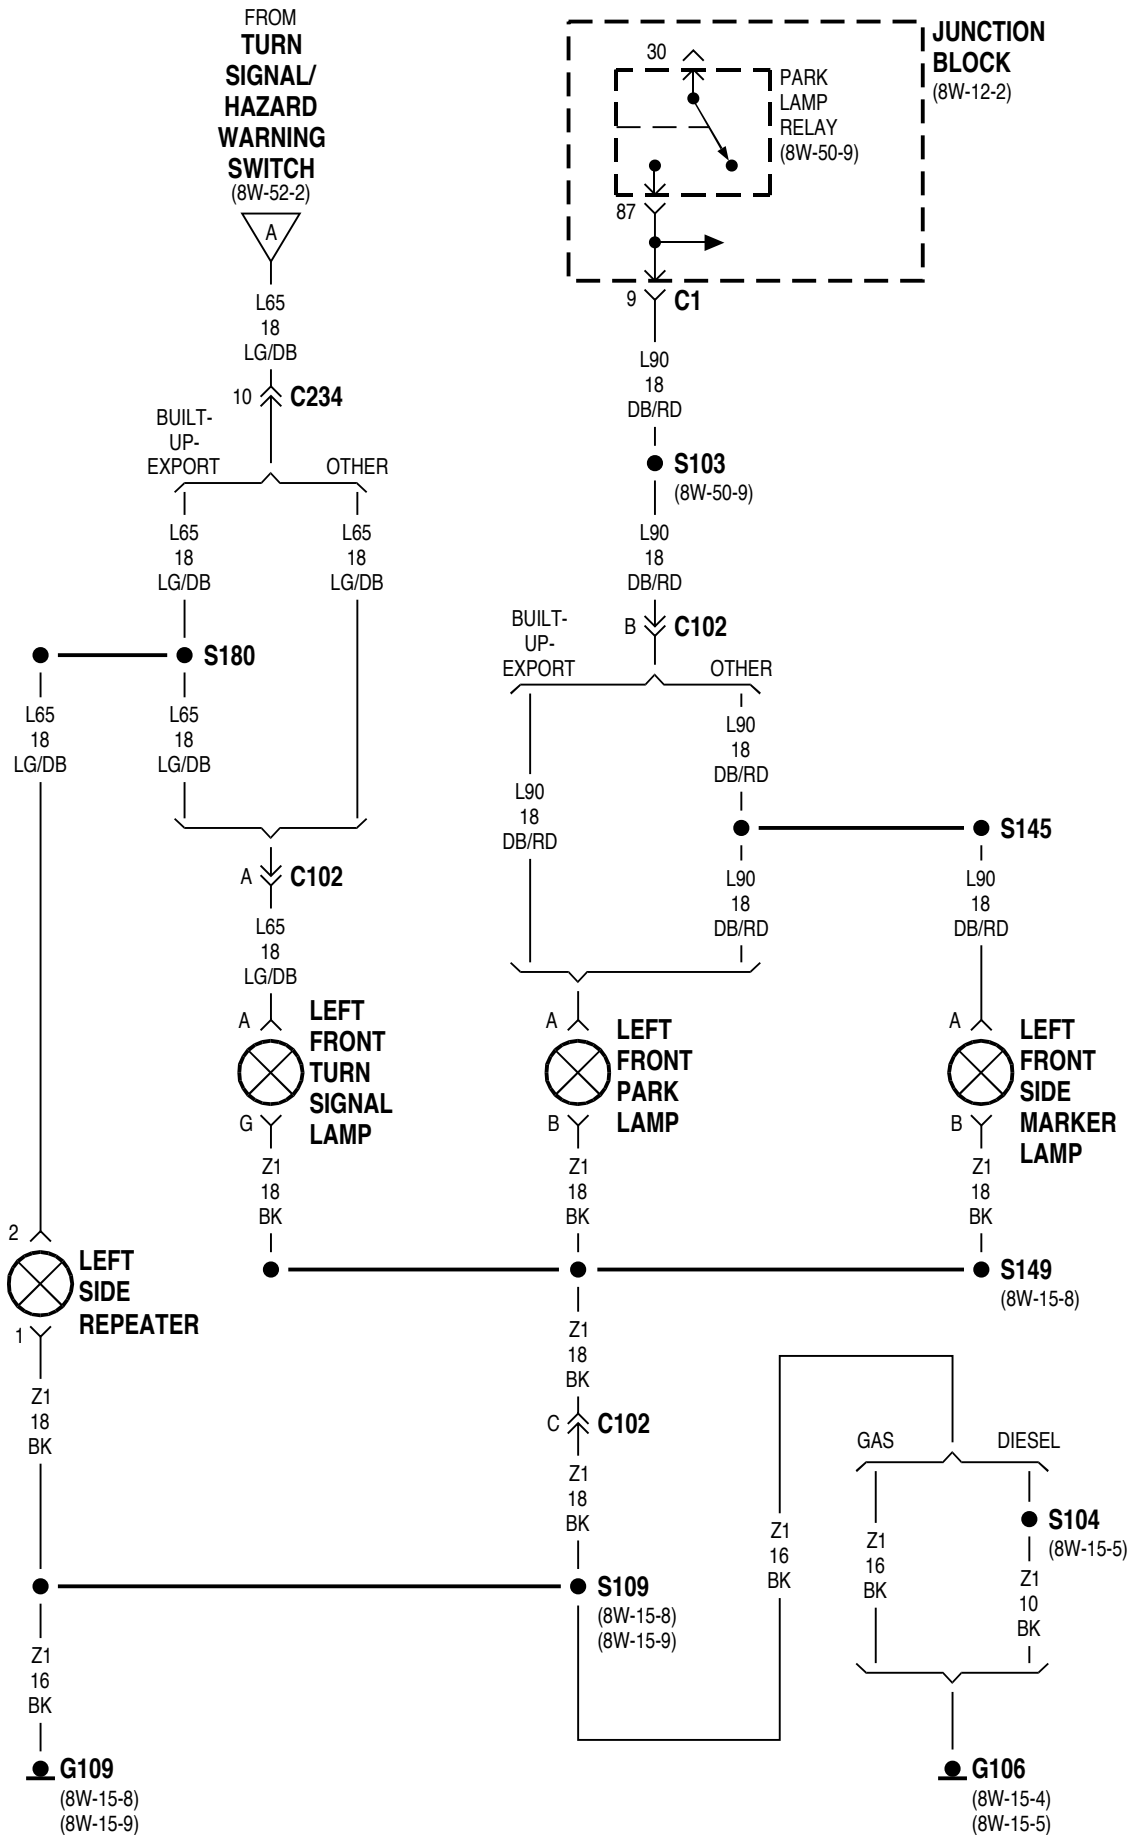 FROM
TURN
SIGNAL/
HAZARD
WARNING
SWITCH
(8W-52-2)
A
L65
18
LG/DB
10
C234
BUILT-
UP-
EXPORT
OTHER
L65
18
LG/DB
L65
18
LG/DB
S180
L65
18
LG/DB
L65
18
LG/DB
A
C102
L65
18
LG/DB
A
LEFT
FRONT
TURN
SIGNAL
LAMP
G
Z1
18
BK
2
LEFT
SIDE
REPEATER
1
Z1
18
BK
Z1
16
BK
G109
(8W-15-8)
(8W-15-9)
JUNCTION
BLOCK
(8W-12-2)
30
PARK
LAMP
RELAY
(8W-50-9)
87
9
C1
L90
18
DB/RD
S103
(8W-50-9)
L90
18
DB/RD
B
C102
BUILT-
UP-
EXPORT
OTHER
L90
18
DB/RD
L90
18
DB/RD
S145
L90
18
DB/RD
L90
18
DB/RD
A
LEFT
FRONT
PARK
LAMP
B
Z1
18
BK
A
LEFT
FRONT
SIDE
MARKER
LAMP
B
Z1
18
BK
S149
(8W-15-8)
Z1
18
BK
C
C102
Z1
18
BK
S109
(8W-15-8)
(8W-15-9)
Z1
16
BK
GAS
DIESEL
Z1
16
BK
S104
(8W-15-5)
Z1
10
BK
G106
(8W-15-4)
(8W-15-5)